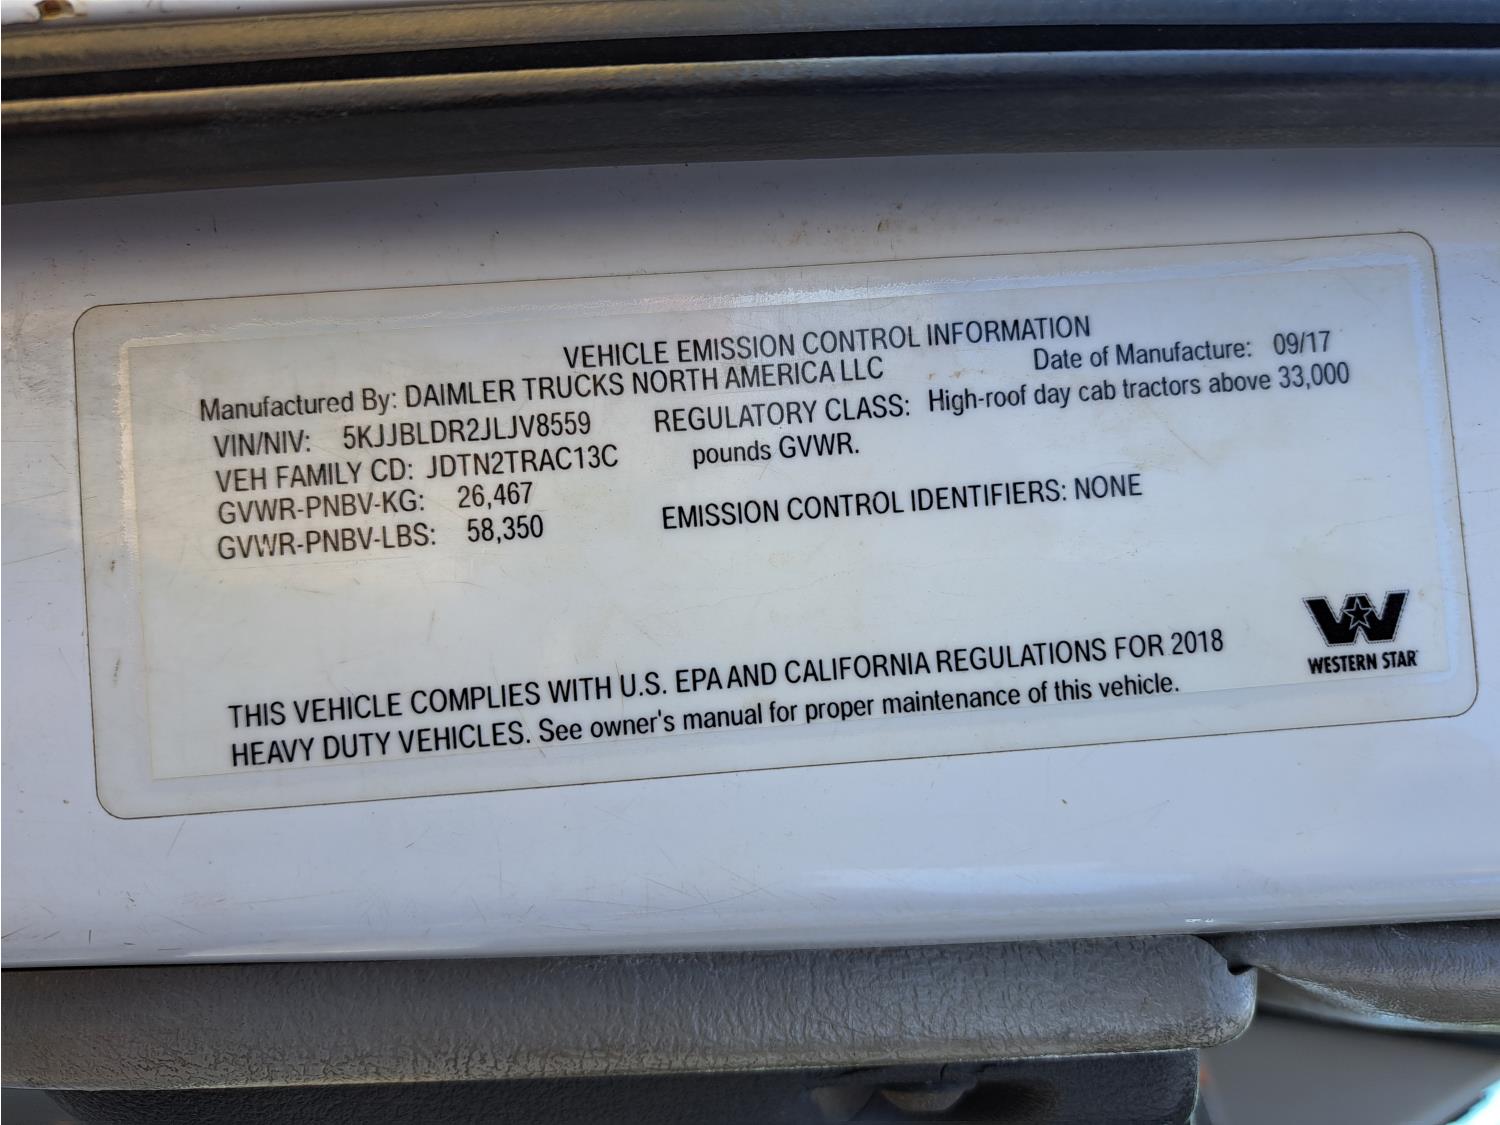 VEHICLE EMISSION CONTROL INFORMATION
Manufactured By: DAIMLER TRUCKS NORTH AMERICA LLC Date of Manufacture: 09/17
VIN/NIV: 5KJJBLDR2JLJV8559 REGULATORY CLASS: High-roof day cab tractors above 33,000
VEH FAMILY CD: JDTN2TRAC13C pounds GVWR.
GVWR-PNBV-KG: 26,467
GVWR-PNBV-LBS: 58,350 EMISSION CONTROL IDENTIFIERS: NONE
THIS VEHICLE COMPLIES WITH U.S. EPA AND CALIFORNIA REGULATIONS FOR 2018
HEAVY DUTY VEHICLES. See owner's manual for proper maintenance of this vehicle.
WESTERN STAR